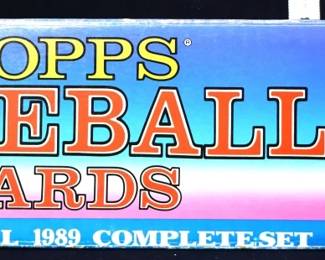 OPPS®
EBALL
ARDS
L 1989 COMPLETE SET